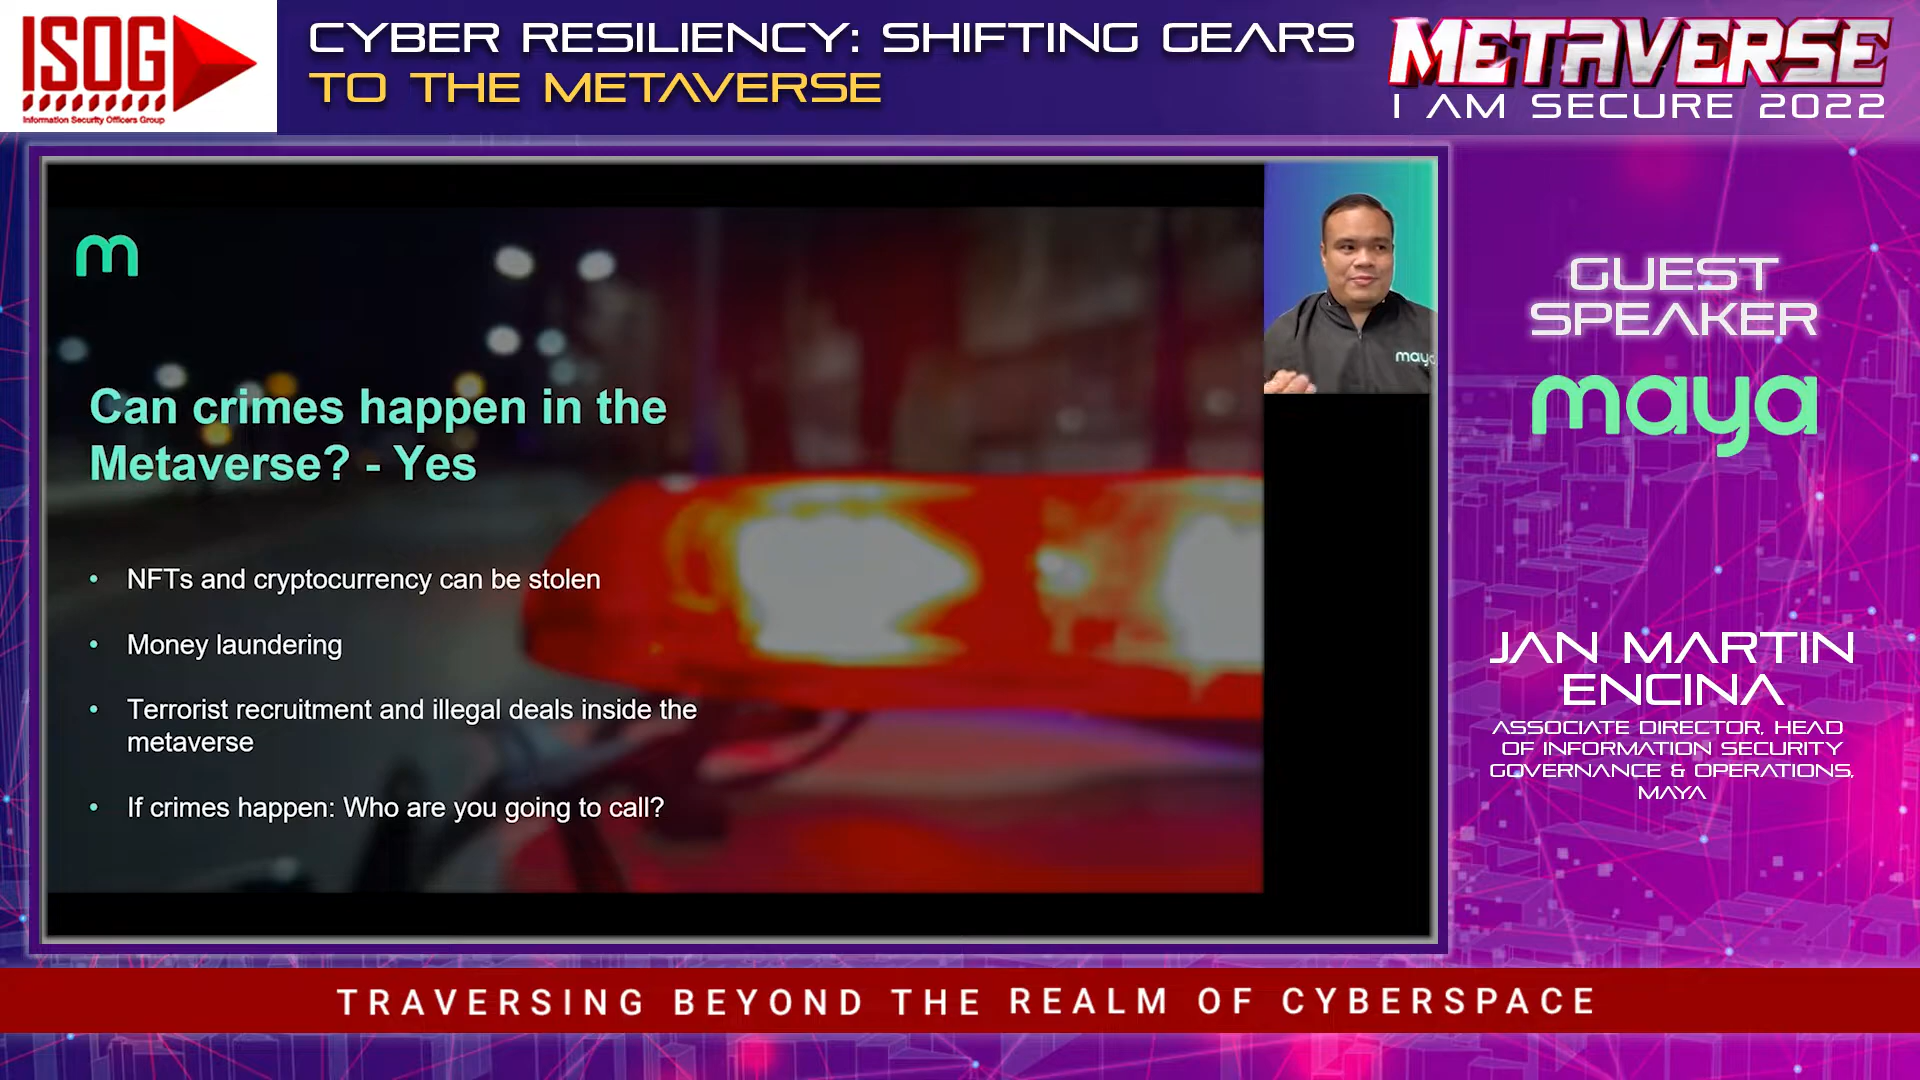 ISOG
Information Security Officers Group
CYBER RESILIENCY: SHIFTING GEARS
TO THE METAVERSE
METAVERSE
I AM SECURE 2022
m
Can crimes happen in the
Metaverse? - Yes
• NFTs and cryptocurrency can be stolen
• Money laundering
• Terrorist recruitment and illegal deals inside the
metaverse
• If crimes happen: Who are you going to call?
maya
GUEST
SPEAKER
maya
JAN MARTIN
ENCINA
ASSOCIATE DIRECTOR, HEAD
OF INFORMATION SECURITY
GOVERNANCE & OPERATIONS,
MAYA
TRAVERSING BEYOND THE REALM OF CYBERSPACE